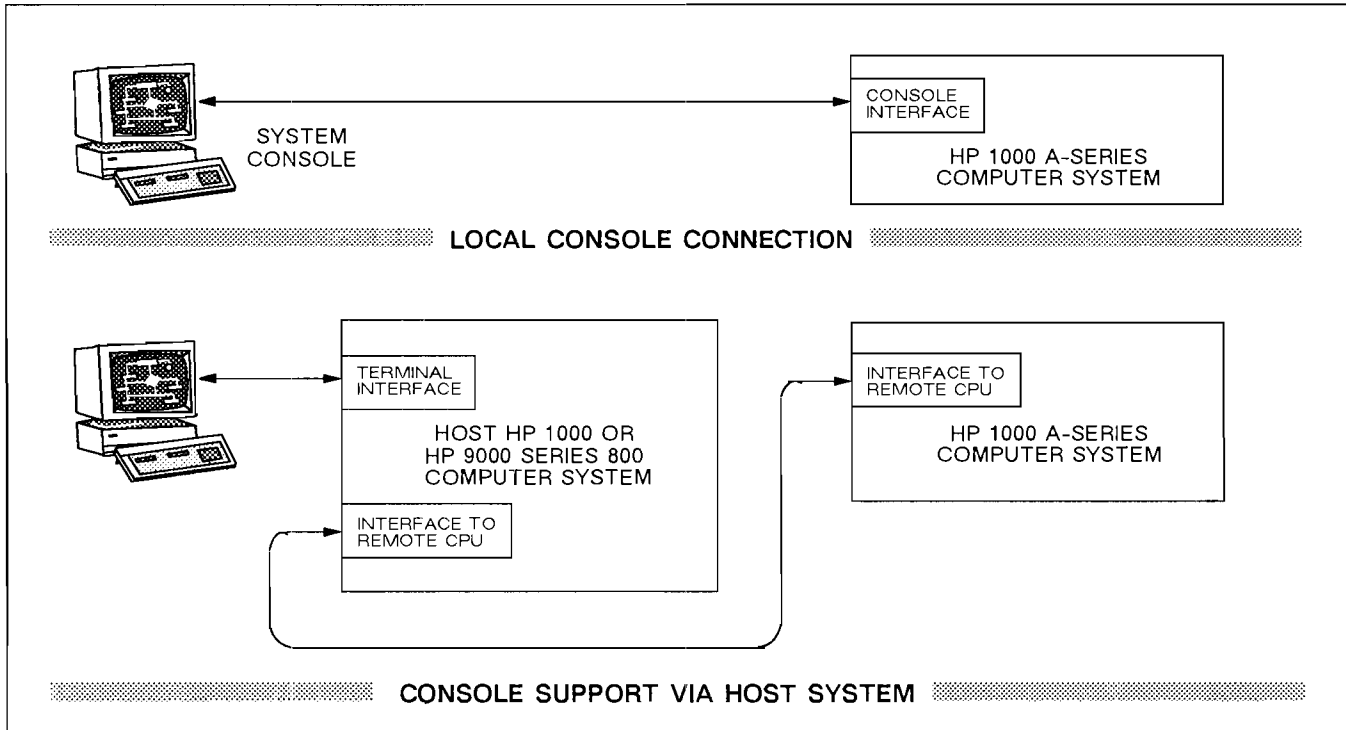 SYSTEM
CONSOLE
CONSOLE
INTERFACE
HP 1000 A-SERIES
COMPUTER SYSTEM
LOCAL CONSOLE CONNECTION
TERMINAL
INTERFACE
HOST HP 1000 OR
HP 9000 SERIES 800
COMPUTER SYSTEM
INTERFACE TO
REMOTE CPU
INTERFACE TO
REMOTE CPU
HP 1000 A-SERIES
COMPUTER SYSTEM
CONSOLE SUPPORT VIA HOST SYSTEM